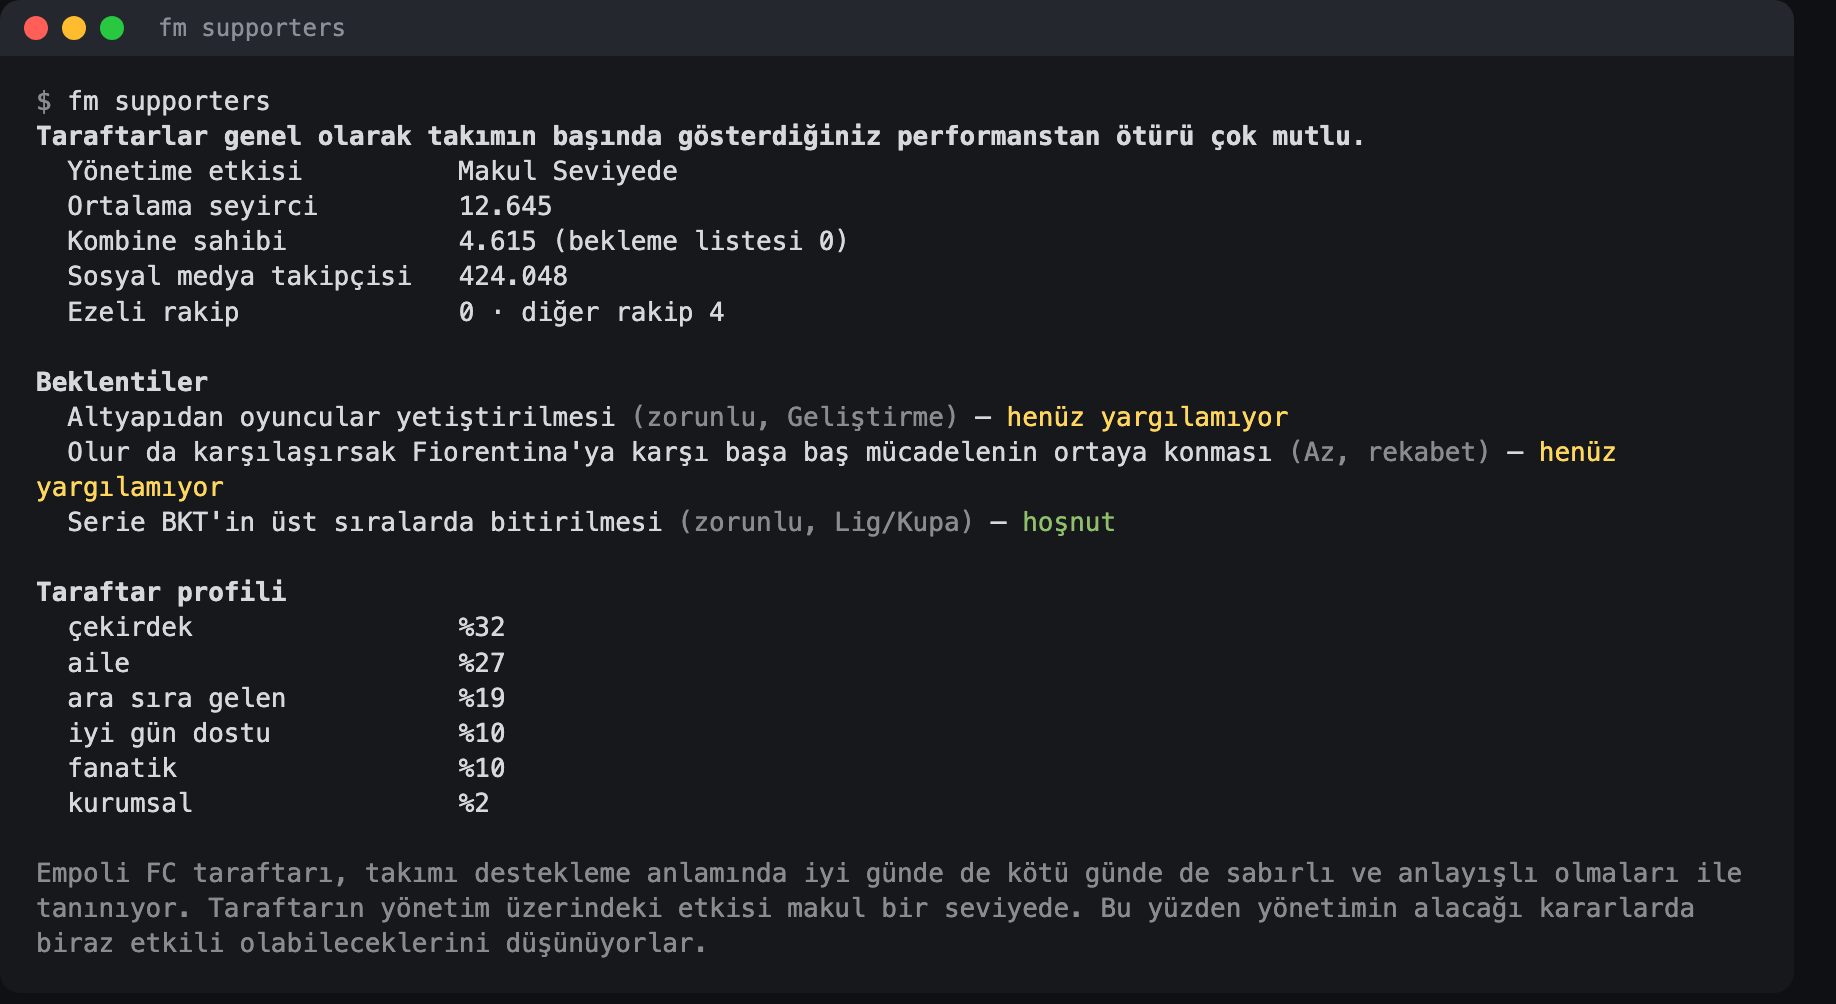 fm supporters
$ fm supporters
Taraftarlar genel olarak takımın başında gösterdiğiniz performanstan ötürü çok mutlu.
Yönetime etkisi Makul Seviyede
Ortalama seyirci 12.645
Kombine sahibi 4.615 (bekleme listesi 0)
Sosyal medya takipçisi 424.048
Ezeli rakip 0 · diğer rakip 4
Beklentiler
Altyapıdan oyuncular yetiştirilmesi (zorunlu, Geliştirme) — henüz yargılamıyor
Olur da karşılaşırsak Fiorentina'ya karşı başa baş mücadelenin ortaya konması (Az, rekabet) — henüz
yargılamıyor
Serie BKT'in üst sıralarda bitirilmesi (zorunlu, Lig/Kupa) — hoşnut
Taraftar profili
çekirdek %32
aile %27
ara sıra gelen %19
iyi gün dostu %10
fanatik %10
kurumsal %2
Empoli FC taraftarı, takımı destekleme anlamında iyi günde de kötü günde de sabırlı ve anlayışlı olmaları ile
tanınıyor. Taraftarın yönetim üzerindeki etkisi makul bir seviyede. Bu yüzden yönetimin alacağı kararlarda
biraz etkili olabileceklerini düşünüyorlar.